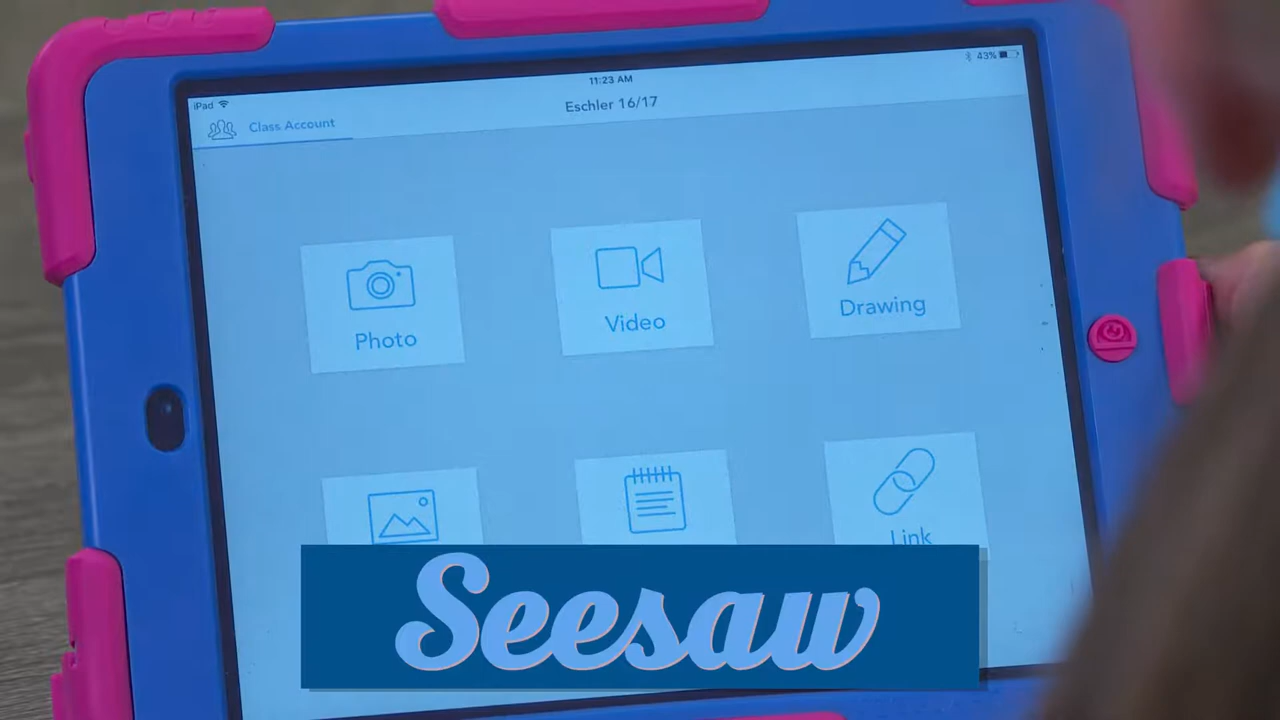 11:23 AM
43%
iPad
Eschler 16/17
Class Account
Photo
Video
Drawing
Link
Seesaw